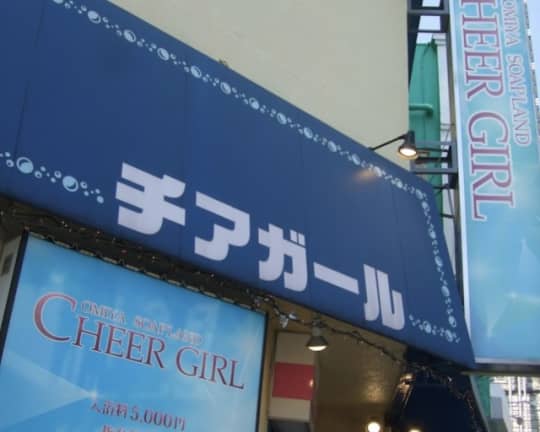 チアガール
OMIYA SOAPLAND
CHEER GIRL
入浴料 5,000円
OMIYA SOAPLAND
CHEER GIRL